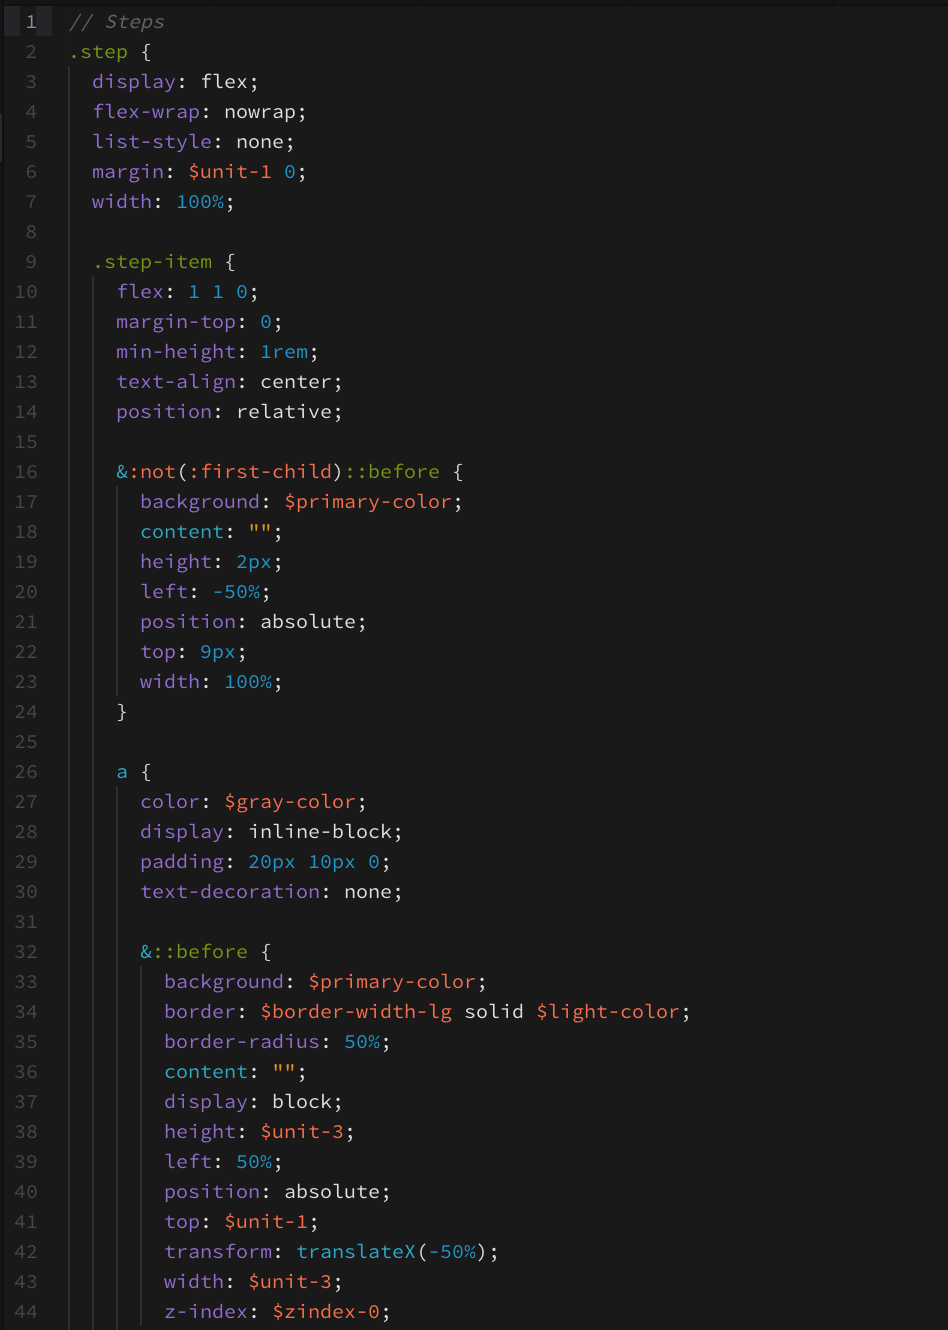 1 // Steps
2 .step {
3   display: flex;
4   flex-wrap: nowrap;
5   list-style: none;
6   margin: $unit-1 0;
7   width: 100%;
8
9   .step-item {
10     flex: 1 1 0;
11     margin-top: 0;
12     min-height: 1rem;
13     text-align: center;
14     position: relative;
15
16     &:not(:first-child)::before {
17       background: $primary-color;
18       content: "";
19       height: 2px;
20       left: -50%;
21       position: absolute;
22       top: 9px;
23       width: 100%;
24     }
25
26     a {
27       color: $gray-color;
28       display: inline-block;
29       padding: 20px 10px 0;
30       text-decoration: none;
31
32       &::before {
33         background: $primary-color;
34         border: $border-width-lg solid $light-color;
35         border-radius: 50%;
36         content: "";
37         display: block;
38         height: $unit-3;
39         left: 50%;
40         position: absolute;
41         top: $unit-1;
42         transform: translateX(-50%);
43         width: $unit-3;
44         z-index: $zindex-0;